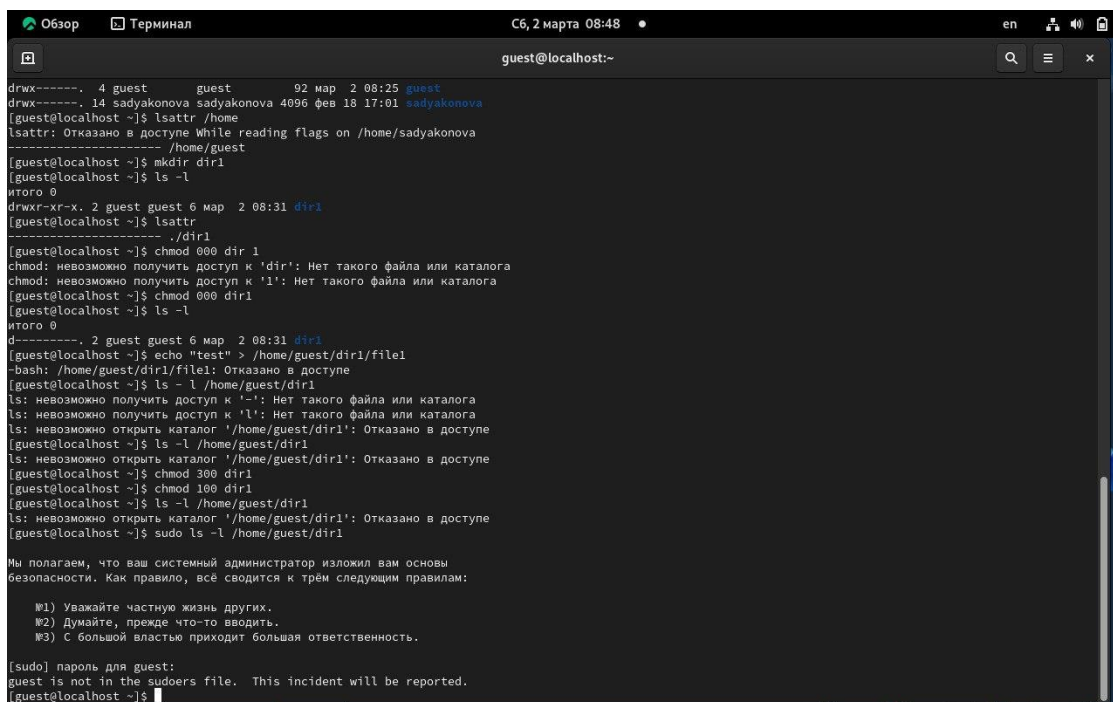 Обзор Терминал Сб, 2 марта 08:48 en
guest@localhost:~
drwx------. 4 guest guest 92 мар 2 08:25 guest
drwx------. 14 sadyakonova sadyakonova 4096 фев 18 17:01 sadyakonova
[guest@localhost ~]$ lsattr /home
lsattr: Отказано в доступе While reading flags on /home/sadyakonova
---------------------- /home/guest
[guest@localhost ~]$ mkdir dir1
[guest@localhost ~]$ ls -l
итого 0
drwxr-xr-x. 2 guest guest 6 мар 2 08:31 dir1
[guest@localhost ~]$ lsattr
---------------------- ./dir1
[guest@localhost ~]$ chmod 000 dir 1
chmod: невозможно получить доступ к 'dir': Нет такого файла или каталога
chmod: невозможно получить доступ к '1': Нет такого файла или каталога
[guest@localhost ~]$ chmod 000 dir1
[guest@localhost ~]$ ls -l
итого 0
d---------. 2 guest guest 6 мар 2 08:31 dir1
[guest@localhost ~]$ echo "test" > /home/guest/dir1/file1
-bash: /home/guest/dir1/file1: Отказано в доступе
[guest@localhost ~]$ ls - l /home/guest/dir1
ls: невозможно получить доступ к '-': Нет такого файла или каталога
ls: невозможно получить доступ к 'l': Нет такого файла или каталога
ls: невозможно открыть каталог '/home/guest/dir1': Отказано в доступе
[guest@localhost ~]$ ls -l /home/guest/dir1
ls: невозможно открыть каталог '/home/guest/dir1': Отказано в доступе
[guest@localhost ~]$ chmod 300 dir1
[guest@localhost ~]$ chmod 100 dir1
[guest@localhost ~]$ ls -l /home/guest/dir1
ls: невозможно открыть каталог '/home/guest/dir1': Отказано в доступе
[guest@localhost ~]$ sudo ls -l /home/guest/dir1
Мы полагаем, что ваш системный администратор изложил вам основы
безопасности. Как правило, всё сводится к трём следующим правилам:
№1) Уважайте частную жизнь других.
№2) Думайте, прежде что-то вводить.
№3) С большой властью приходит большая ответственность.
[sudo] пароль для guest:
guest is not in the sudoers file.  This incident will be reported.
[guest@localhost ~]$